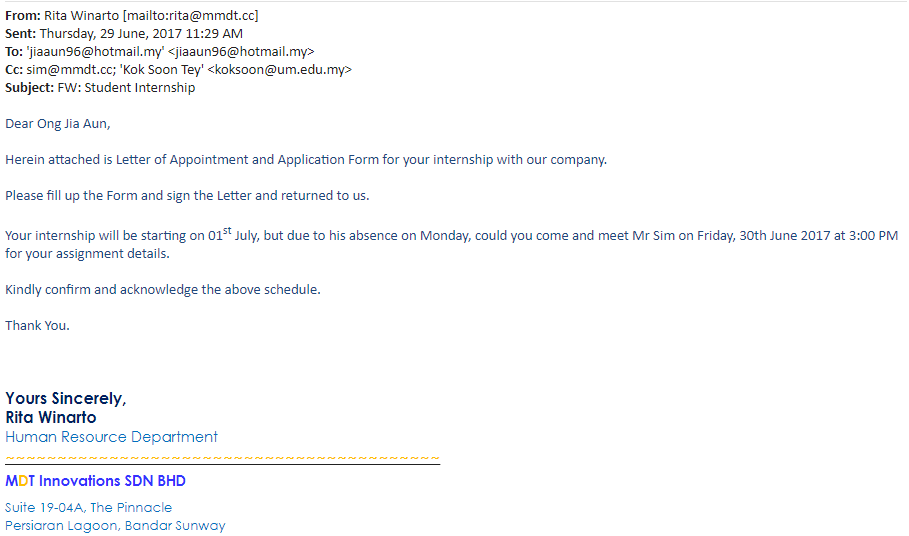 From: Rita Winarto [mailto:rita@mmdt.cc]
Sent: Thursday, 29 June, 2017 11:29 AM
To: 'jiaaun96@hotmail.my' <jiaaun96@hotmail.my>
Cc: sim@mmdt.cc; 'Kok Soon Tey' <koksoon@um.edu.my>
Subject: FW: Student Internship
Dear Ong Jia Aun,
Herein attached is Letter of Appointment and Application Form for your internship with our company.
Please fill up the Form and sign the Letter and returned to us.
Your internship will be starting on 01st July, but due to his absence on Monday, could you come and meet Mr Sim on Friday, 30th June 2017 at 3:00 PM
for your assignment details.
Kindly confirm and acknowledge the above schedule.
Thank You.
Yours Sincerely,
Rita Winarto
Human Resource Department
~~~~~~~~~~~~~~~~~~~~~~~~~~~~~~~~~~~~~~~~~
MDT Innovations SDN BHD
Suite 19-04A, The Pinnacle
Persiaran Lagoon, Bandar Sunway